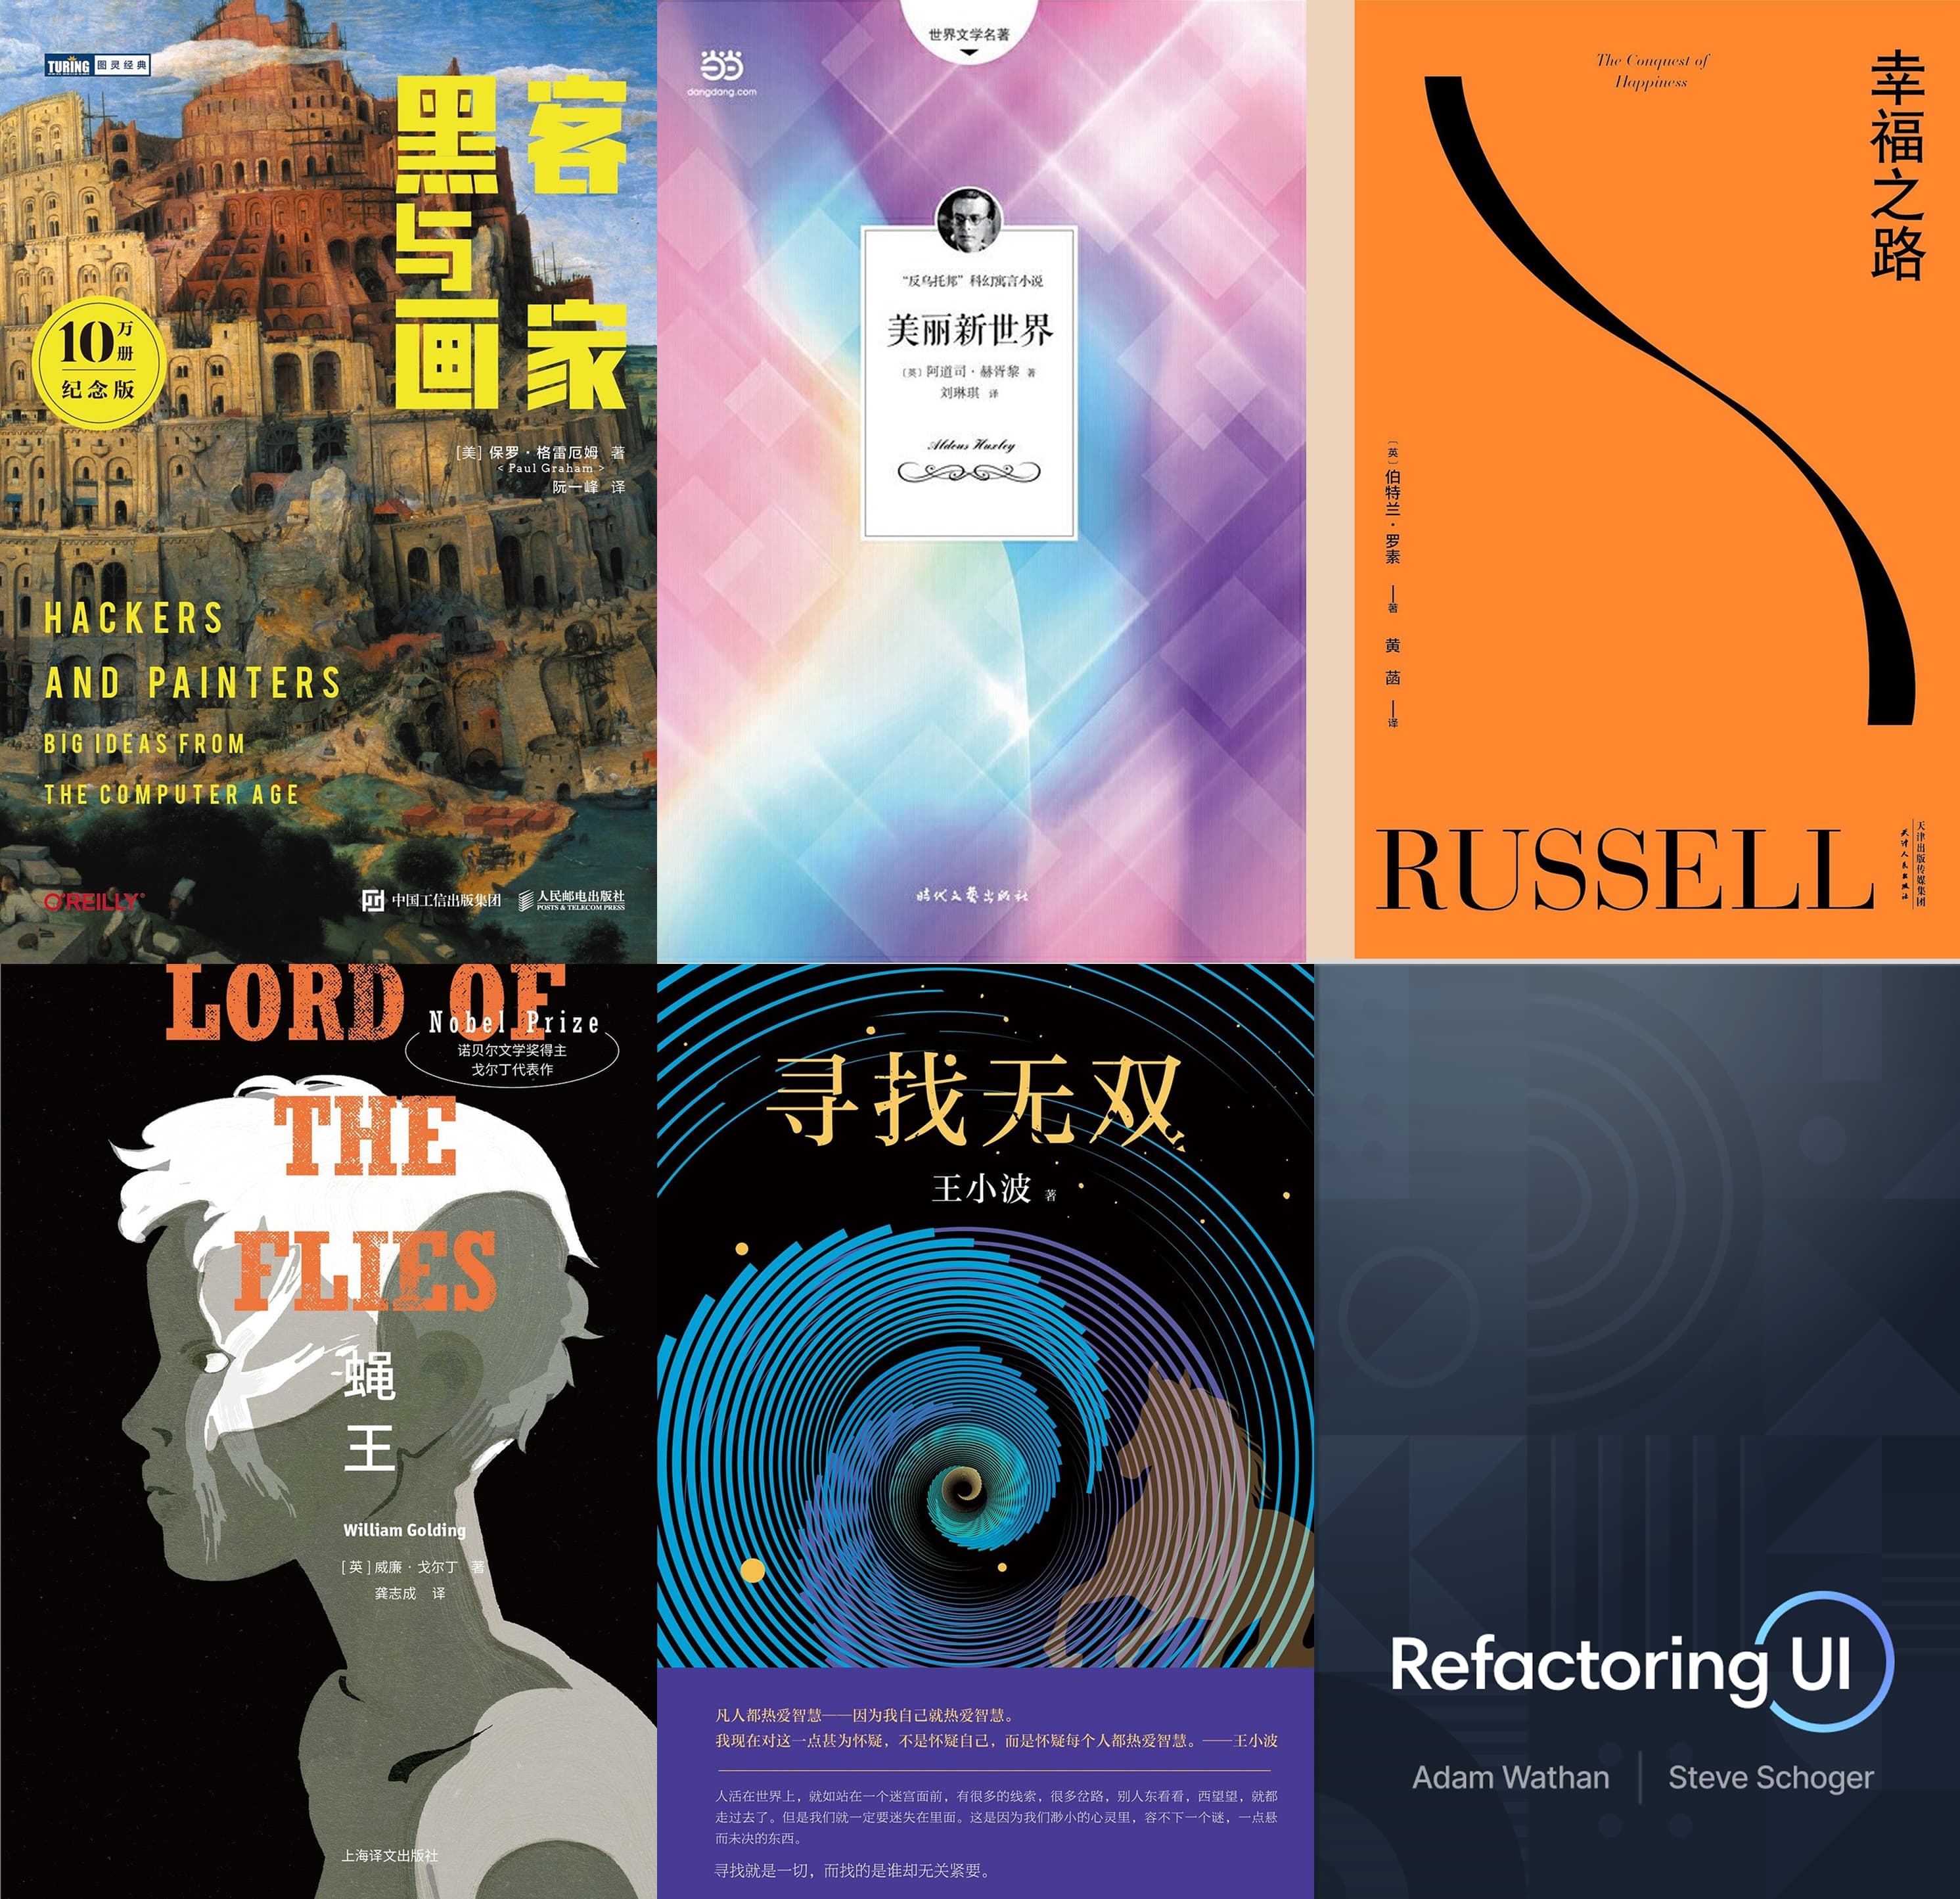 TURING 图灵经典
黑客
与
画家
10万册
纪念版
[美] 保罗·格雷厄姆 著
< Paul Graham >
阮一峰 译
HACKERS
AND PAINTERS
BIG IDEAS FROM
THE COMPUTER AGE
O'REILLY®
中国工信出版集团
人民邮电出版社
POSTS & TELECOM PRESS
世界文学名著
当当
dangdang.com
“反乌托邦”科幻寓言小说
美丽新世界
〔英〕阿道司·赫胥黎 著
刘琳琪 译
Aldous Huxley
时代文艺出版社
The Conquest of
Happiness
幸福之路
〔英〕伯特兰·罗素 — 著 黄菡 — 译
RUSSELL
天津出版传媒集团
天津人民出版社
LORD OF
Nobel Prize
诺贝尔文学奖得主
戈尔丁代表作
THE
FLIES
蝇
王
William Golding
[ 英 ] 威廉·戈尔丁 著
龚志成 译
上海译文出版社
寻找无双
王小波 著
凡人都热爱智慧——因为我自己就热爱智慧。
我现在对这一点甚为怀疑，不是怀疑自己，而是怀疑每个人都热爱智慧。——王小波
人活在世界上，就如站在一个迷宫面前，有很多的线索，很多岔路，别人东看看，西望望，就都
走过去了。但是我们就一定要迷失在里面。这是因为我们渺小的心灵里，容不下一个谜，一点悬
而未决的东西。
寻找就是一切，而找的是谁却无关紧要。
Refactoring UI
Adam Wathan | Steve Schoger